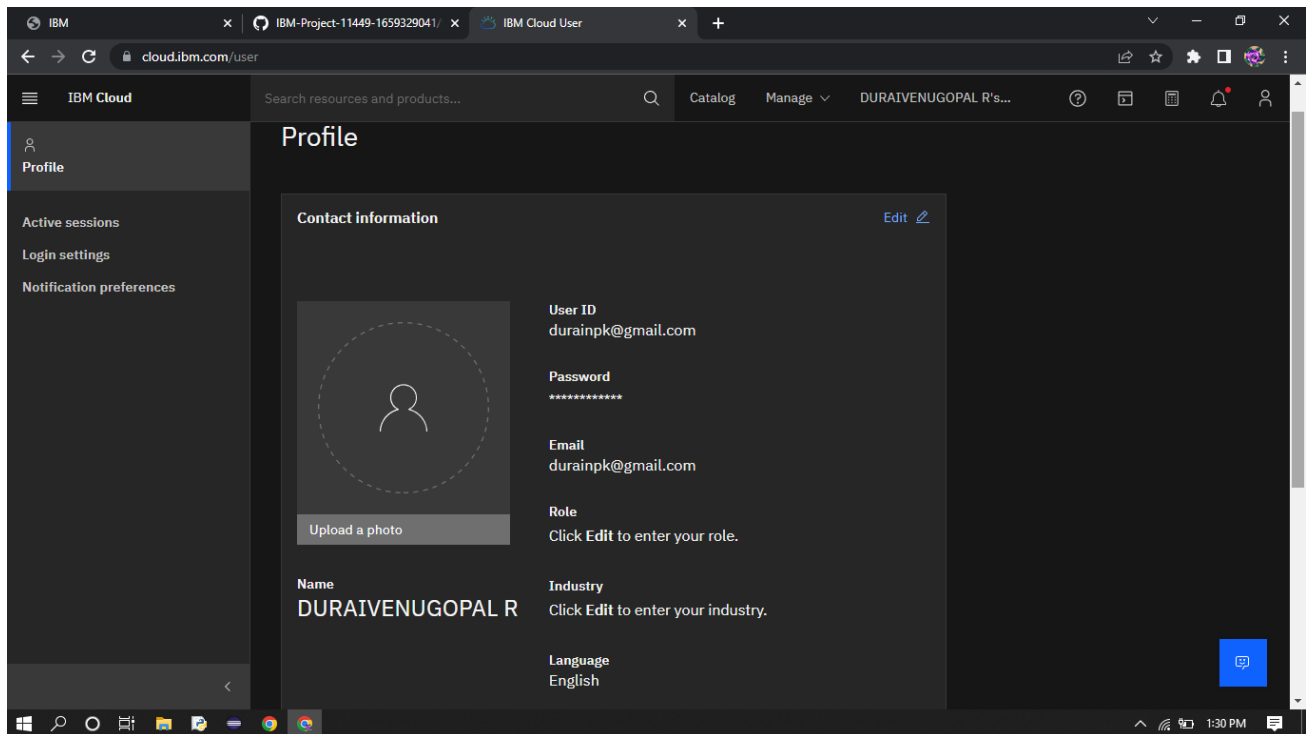 IBM
IBM-Project-11449-1659329041/
IBM Cloud User
cloud.ibm.com/user
IBM Cloud
Search resources and products...
Catalog
Manage
DURAIVENUGOPAL R's...
Profile
Active sessions
Login settings
Notification preferences
Profile
Contact information
Edit
Upload a photo
Name
DURAIVENUGOPAL R
User ID
durainpk@gmail.com
Password
************
Email
durainpk@gmail.com
Role
Click Edit to enter your role.
Industry
Click Edit to enter your industry.
Language
English
1:30 PM